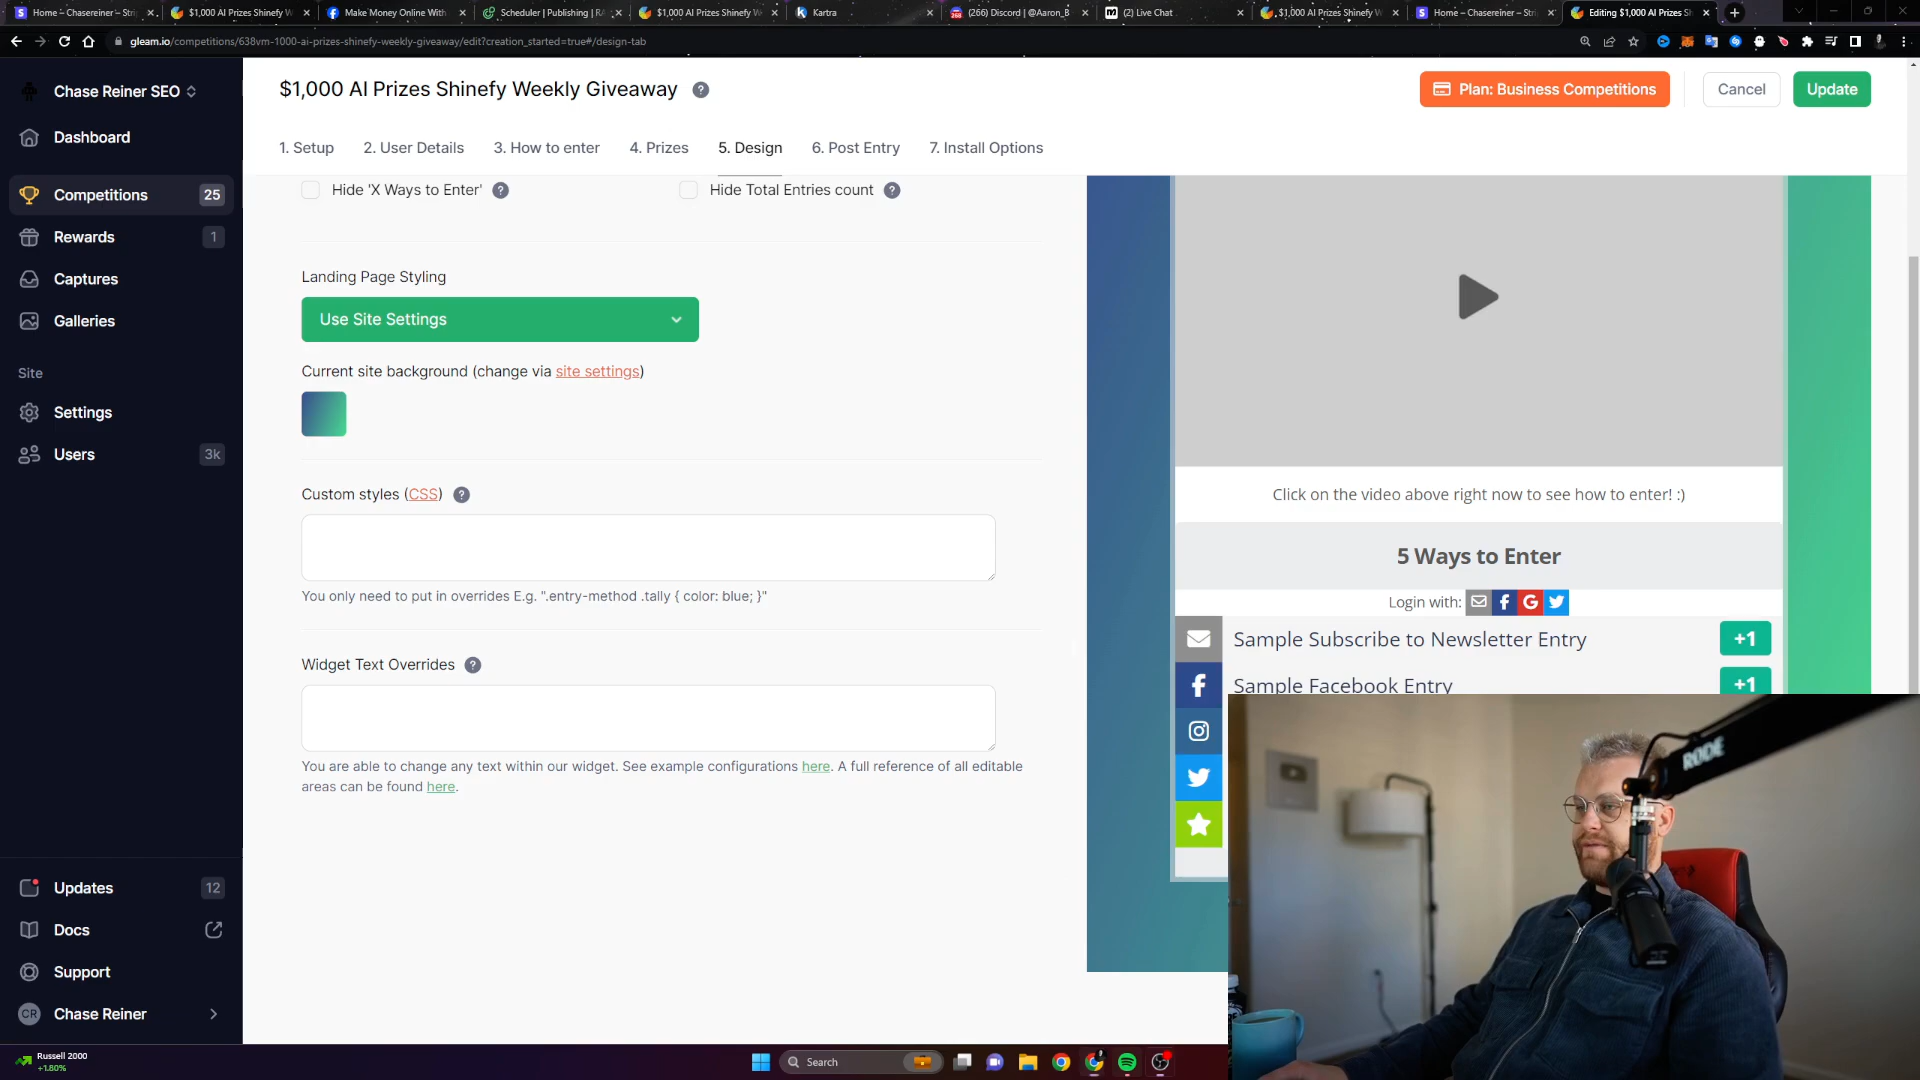 Home – Chasereiner – Stri
$1,000 AI Prizes Shinefy W
Make Money Online With
Scheduler | Publishing | RA
$1,000 AI Prizes Shinefy W
Kartra
(266) Discord | @Aaron_B
(2) Live Chat
$1,000 AI Prizes Shinefy W
Home – Chasereiner – Stri
Editing $1,000 AI Prizes Sh
gleam.io/competitions/638vm-1000-ai-prizes-shinefy-weekly-giveaway/edit?creation_started=true#/design-tab
Chase Reiner SEO
Dashboard
Competitions 25
Rewards 1
Captures
Galleries
Site
Settings
Users 3k
Updates 12
Docs
Support
CR Chase Reiner
$1,000 AI Prizes Shinefy Weekly Giveaway ?
Plan: Business Competitions
Cancel
Update
1. Setup
2. User Details
3. How to enter
4. Prizes
5. Design
6. Post Entry
7. Install Options
Hide 'X Ways to Enter' ?
Hide Total Entries count ?
Landing Page Styling
Use Site Settings
Current site background (change via site settings)
Custom styles (CSS) ?
You only need to put in overrides E.g. ".entry-method .tally { color: blue; }"
Widget Text Overrides ?
You are able to change any text within our widget. See example configurations here. A full reference of all editable
areas can be found here.
Click on the video above right now to see how to enter! :)
5 Ways to Enter
Login with:
Sample Subscribe to Newsletter Entry +1
Sample Facebook Entry +1
RODE
Russell 2000
+1.80%
Search